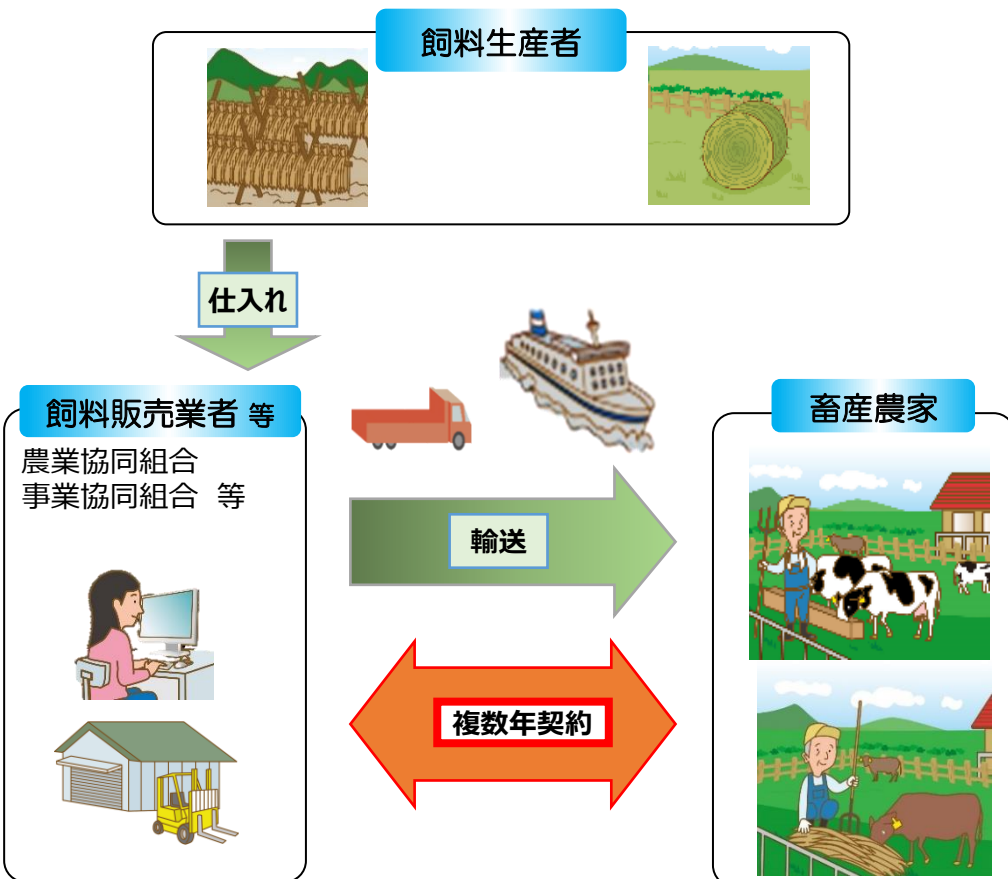 飼料生産者
仕入れ
飼料販売業者 等
農業協同組合
事業協同組合 等
輸送
複数年契約
畜産農家